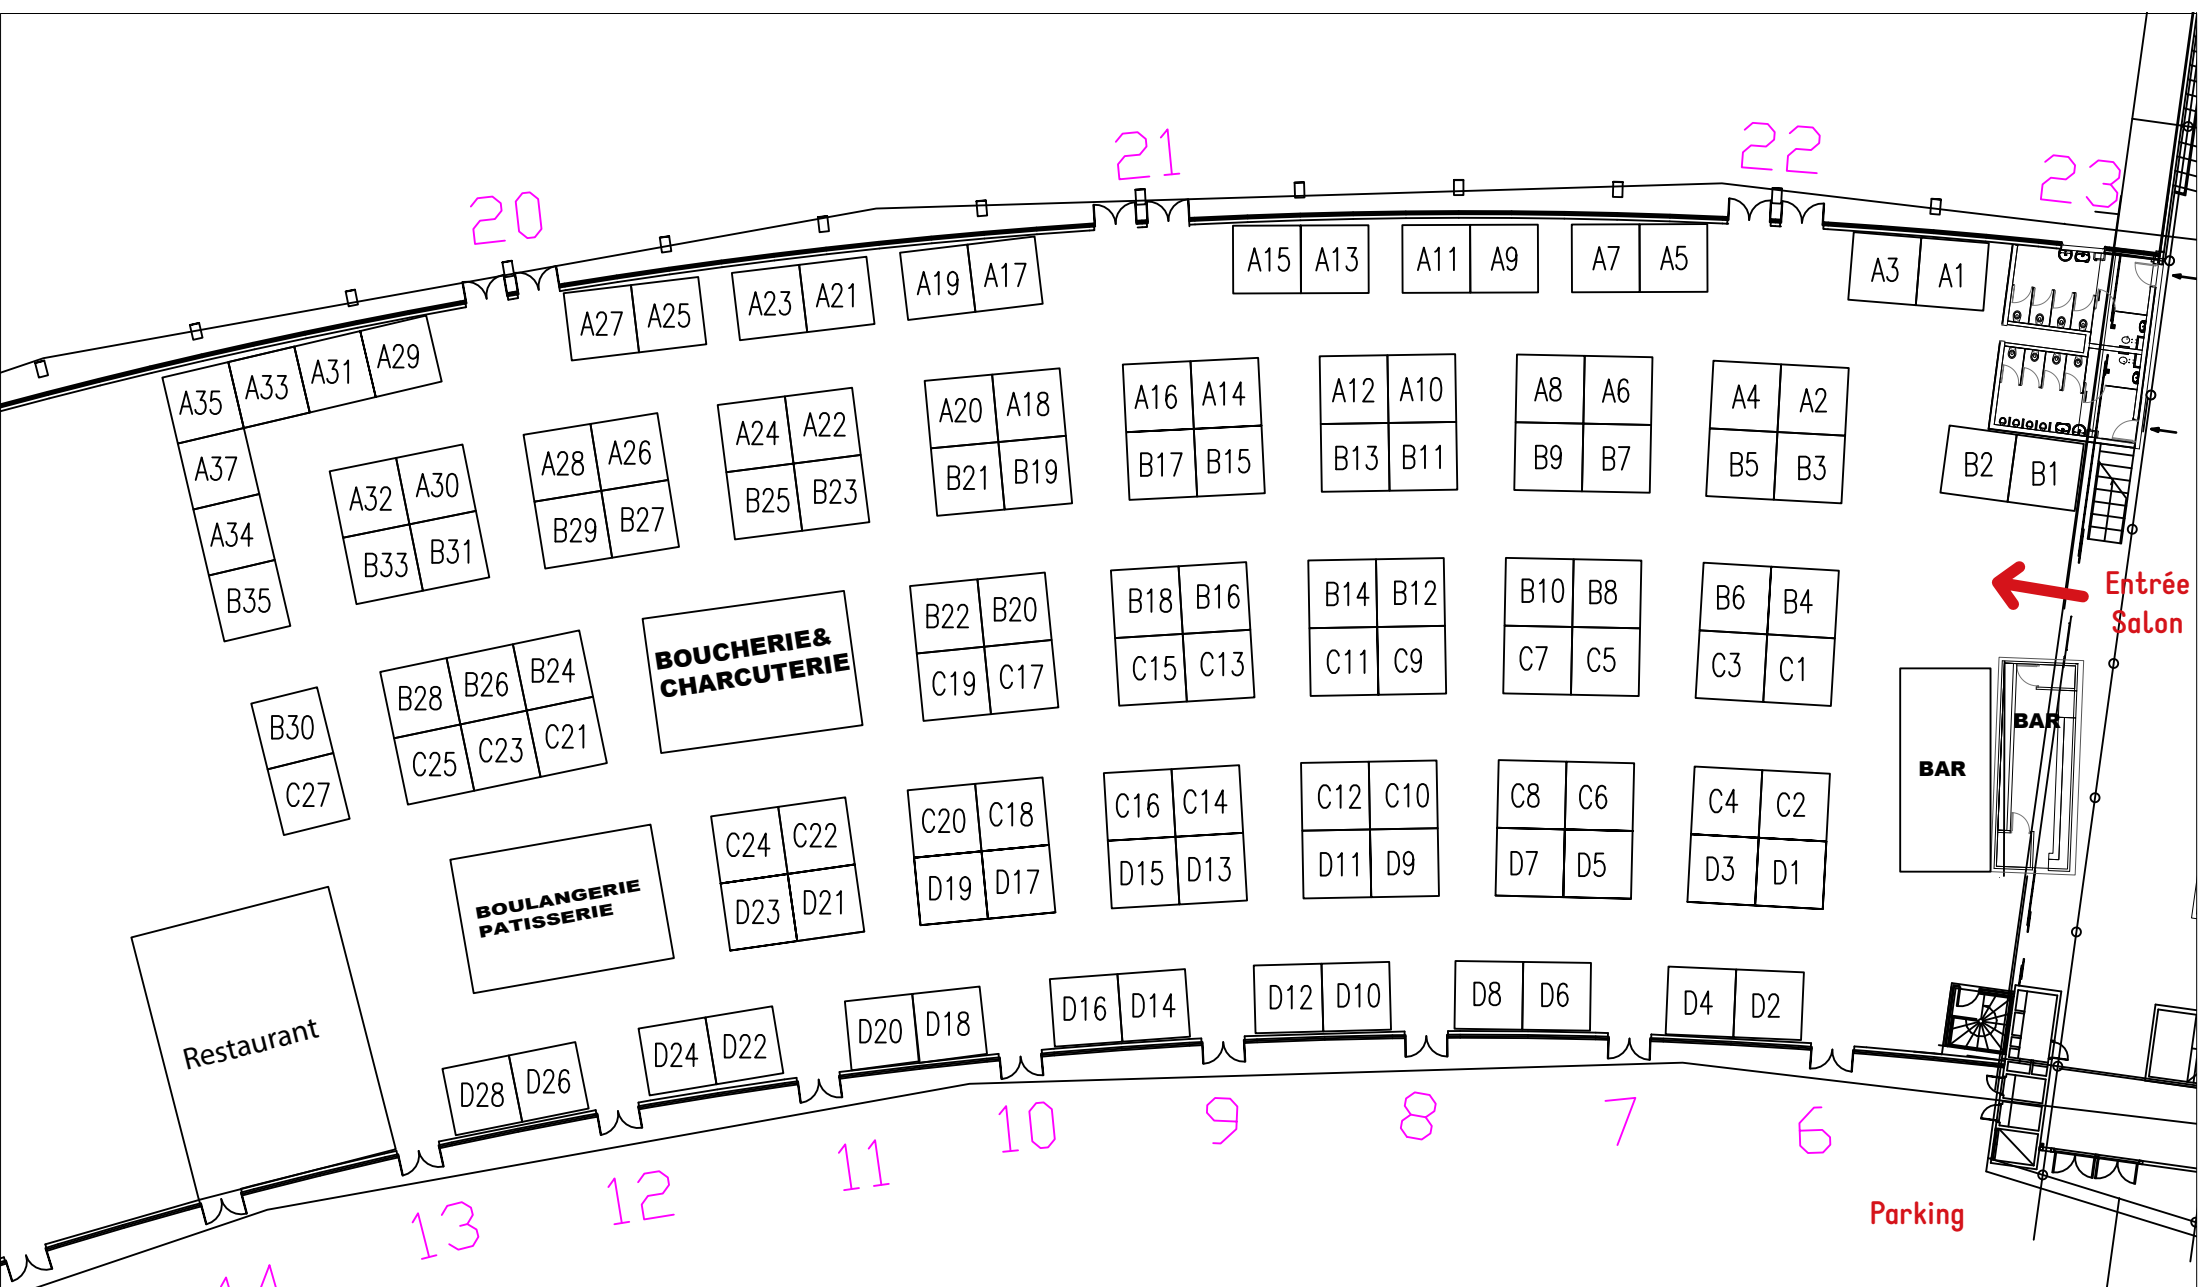 20
21
22
23
A15 A13
A11 A9
A7 A5
A3 A1
A19 A17
A23 A21
A27 A25
A35 A33 A31 A29
A37
A34
B35
A32 A30
B33 B31
A28 A26
B29 B27
A24 A22
B25 B23
A20 A18
B21 B19
A16 A14
B17 B15
A12 A10
B13 B11
A8 A6
B9 B7
A4 A2
B5 B3
B2 B1
Entrée
Salon
B30
C27
B28 B26 B24
C25 C23 C21
BOUCHERIE&
CHARCUTERIE
B22 B20
C19 C17
B18 B16
C15 C13
B14 B12
C11 C9
B10 B8
C7 C5
B6 B4
C3 C1
BAR
BAR
Restaurant
BOULANGERIE
PATISSERIE
C24 C22
D23 D21
C20 C18
D19 D17
C16 C14
D15 D13
C12 C10
D11 D9
C8 C6
D7 D5
C4 C2
D3 D1
D28 D26
D24 D22
D20 D18
D16 D14
D12 D10
D8 D6
D4 D2
13
12
11
10
9
8
7
6
Parking